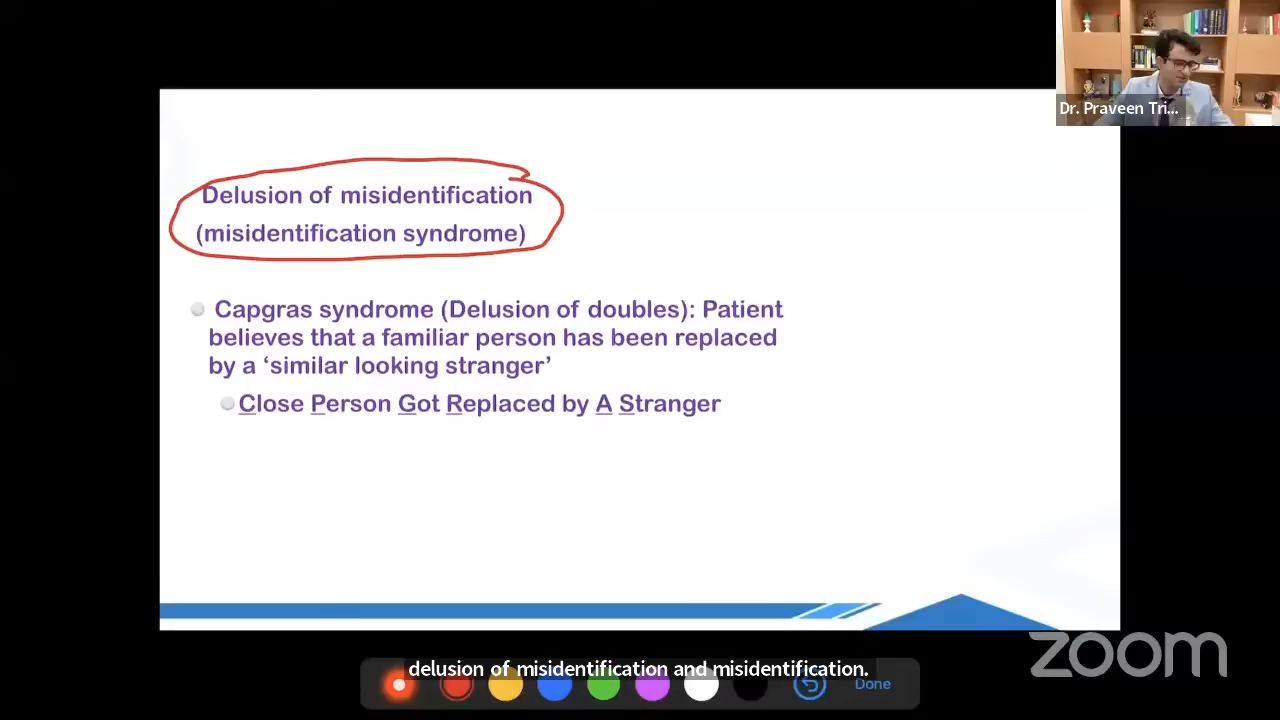 Dr. Praveen Tri...
Delusion of misidentification
(misidentification syndrome)
Capgras syndrome (Delusion of doubles): Patient
believes that a familiar person has been replaced
by a ‘similar looking stranger’
Close Person Got Replaced by A Stranger
zoom
delusion of misidentification and misidentification.
Done